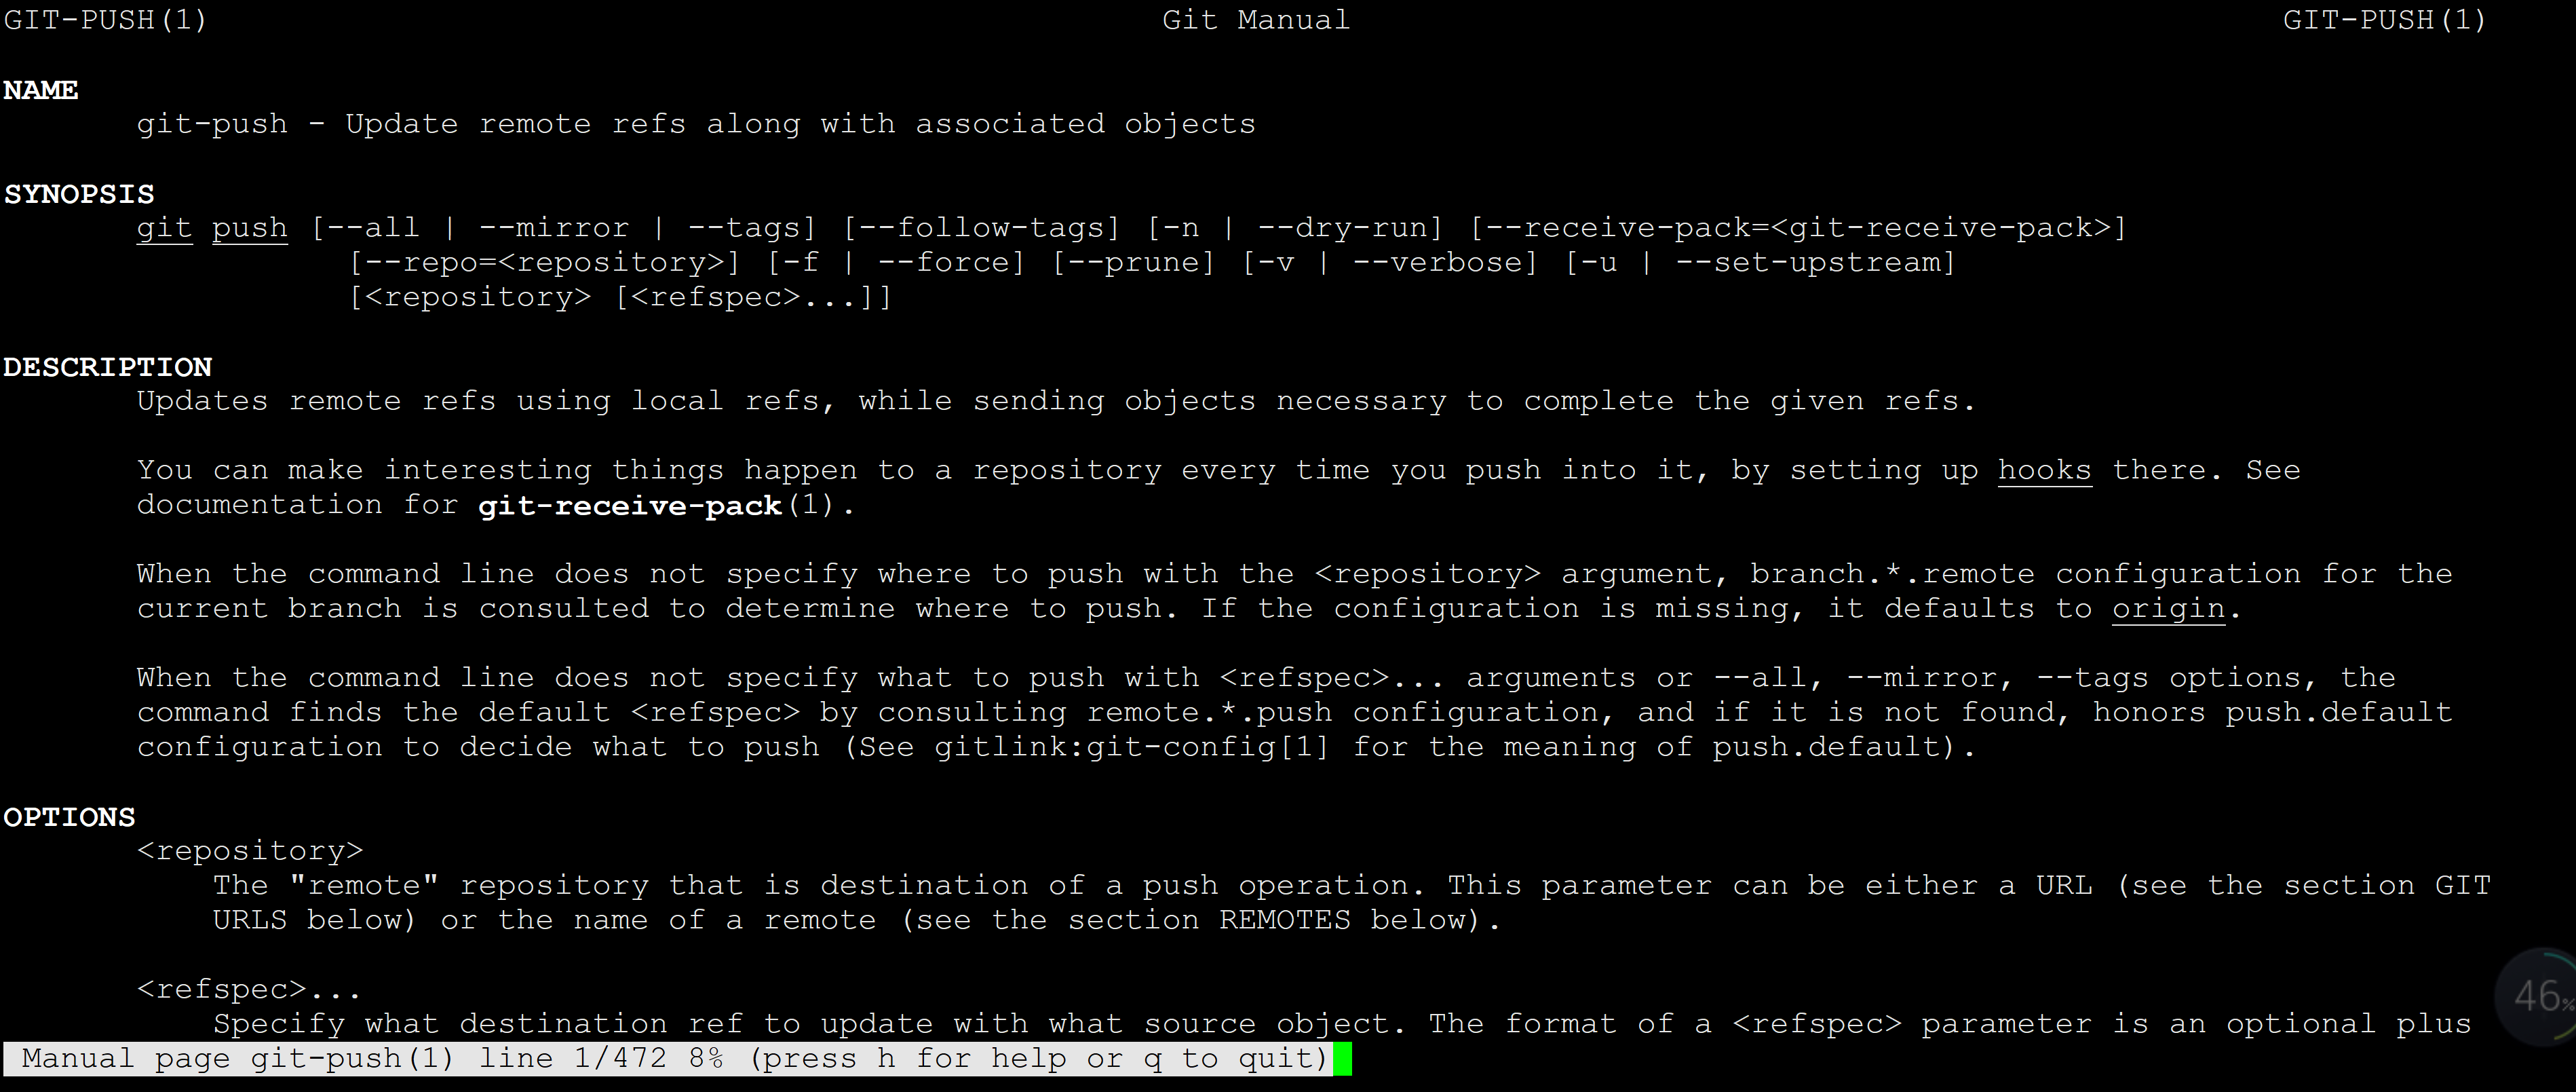 GIT-PUSH(1) Git Manual GIT-PUSH(1)
NAME
git-push - Update remote refs along with associated objects
SYNOPSIS
git push [--all | --mirror | --tags] [--follow-tags] [-n | --dry-run] [--receive-pack=<git-receive-pack>]
[--repo=<repository>] [-f | --force] [--prune] [-v | --verbose] [-u | --set-upstream]
[<repository> [<refspec>...]]
DESCRIPTION
Updates remote refs using local refs, while sending objects necessary to complete the given refs.
You can make interesting things happen to a repository every time you push into it, by setting up hooks there. See
documentation for git-receive-pack(1).
When the command line does not specify where to push with the <repository> argument, branch.*.remote configuration for the
current branch is consulted to determine where to push. If the configuration is missing, it defaults to origin.
When the command line does not specify what to push with <refspec>... arguments or --all, --mirror, --tags options, the
command finds the default <refspec> by consulting remote.*.push configuration, and if it is not found, honors push.default
configuration to decide what to push (See gitlink:git-config[1] for the meaning of push.default).
OPTIONS
<repository>
The "remote" repository that is destination of a push operation. This parameter can be either a URL (see the section GIT
URLS below) or the name of a remote (see the section REMOTES below).
<refspec>...
Specify what destination ref to update with what source object. The format of a <refspec> parameter is an optional plus
Manual page git-push(1) line 1/472 8% (press h for help or q to quit)
46%